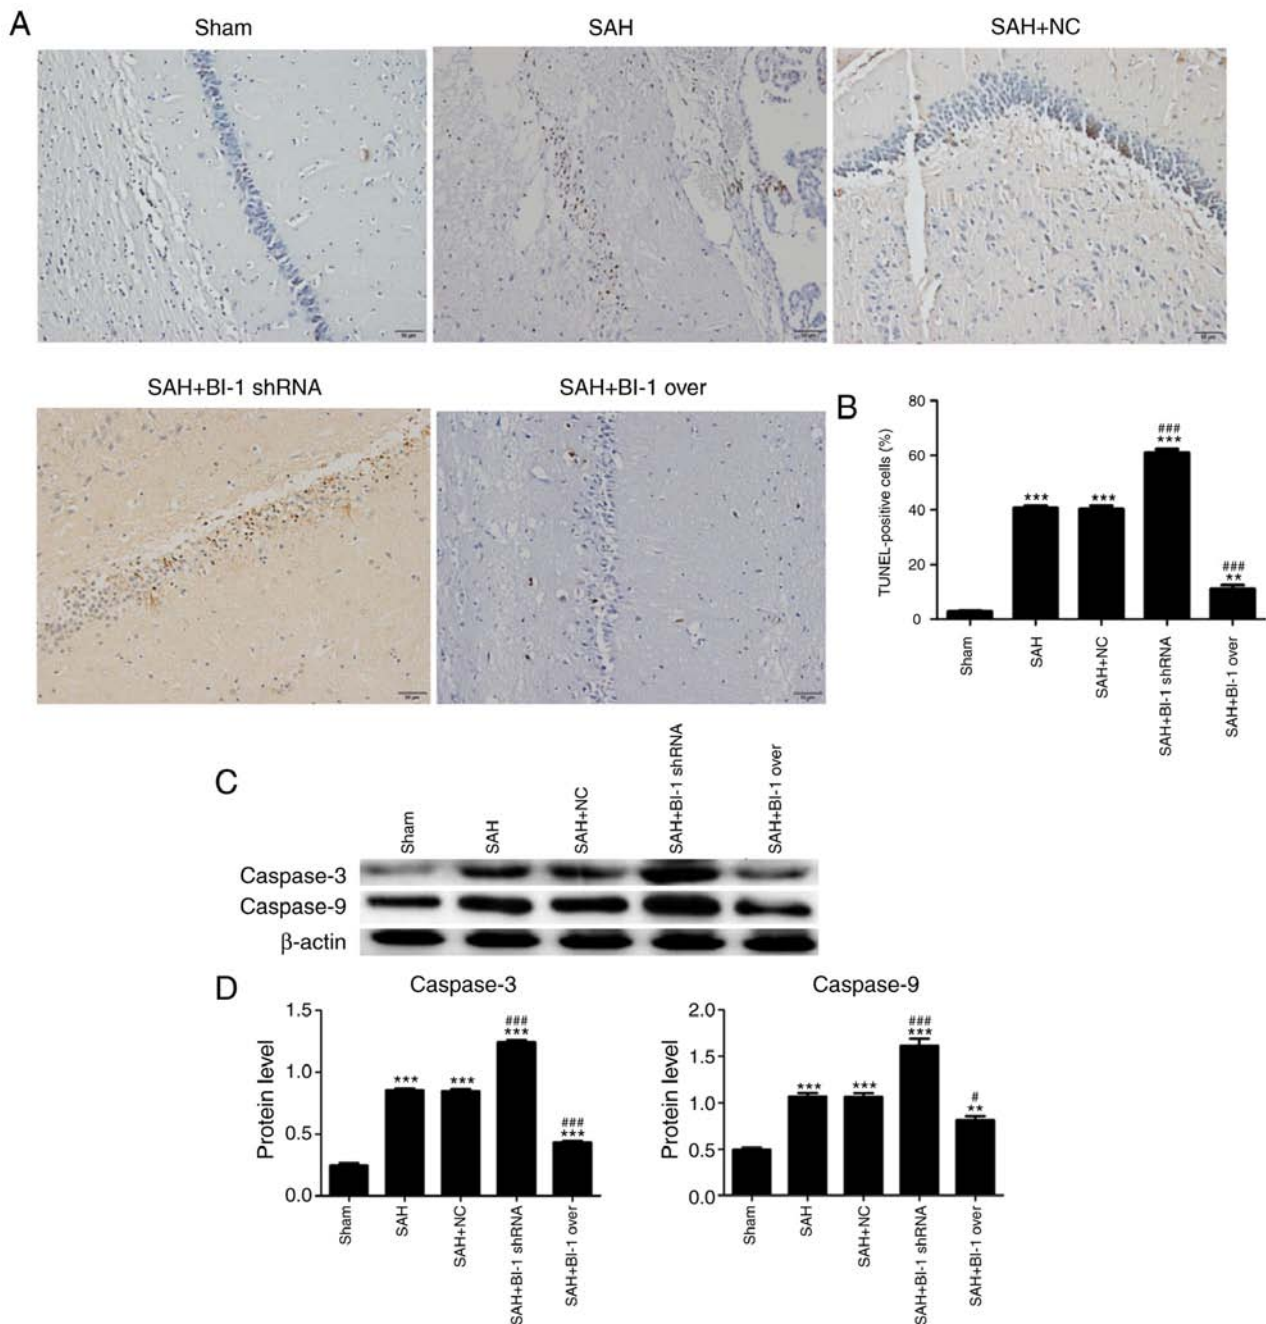 A
Sham
SAH
SAH+NC
SAH+BI-1 shRNA
SAH+BI-1 over
B
TUNEL-positive cells (%)
80
60
40
20
0
***
***
###
***
###
**
Sham
SAH
SAH+NC
SAH+BI-1 shRNA
SAH+BI-1 over
C
Sham
SAH
SAH+NC
SAH+BI-1 shRNA
SAH+BI-1 over
Caspase-3
Caspase-9
β-actin
D
Caspase-3
Protein level
1.5
1.0
0.5
0.0
***
***
###
***
###
***
Sham
SAH
SAH+NC
SAH+BI-1 shRNA
SAH+BI-1 over
Caspase-9
Protein level
2.0
1.5
1.0
0.5
0.0
***
***
###
***
#
**
Sham
SAH
SAH+NC
SAH+BI-1 shRNA
SAH+BI-1 over